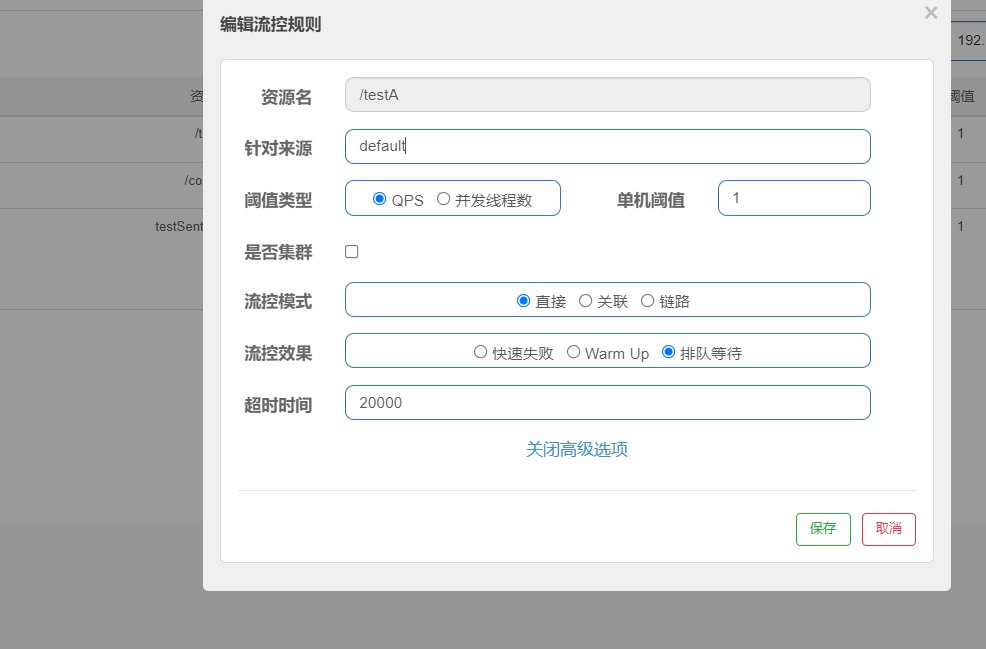 编辑流控规则
×
192.
资
阈值
资源名 /testA
/t
1
针对来源 default
/co
1
阈值类型 QPS 并发线程数 单机阈值 1
testSent
1
是否集群
流控模式 直接 关联 链路
流控效果 快速失败 Warm Up 排队等待
超时时间 20000
关闭高级选项
保存 取消